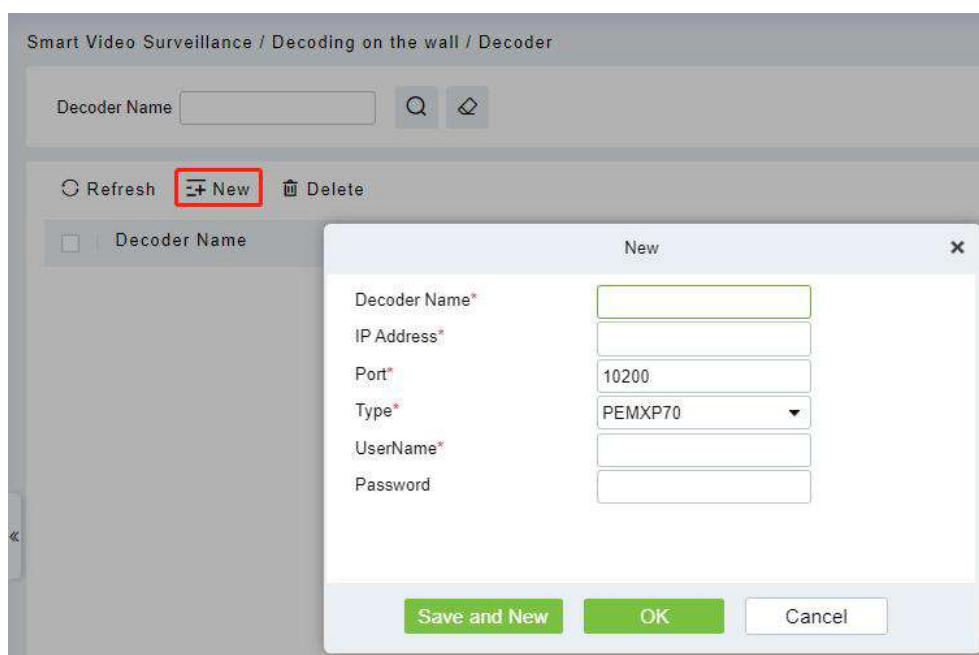 Smart Video Surveillance / Decoding on the wall / Decoder
Decoder Name
Refresh New Delete
Decoder Name
New
Decoder Name*
IP Address*
Port* 10200
Type* PEMXP70
UserName*
Password
Save and New OK Cancel